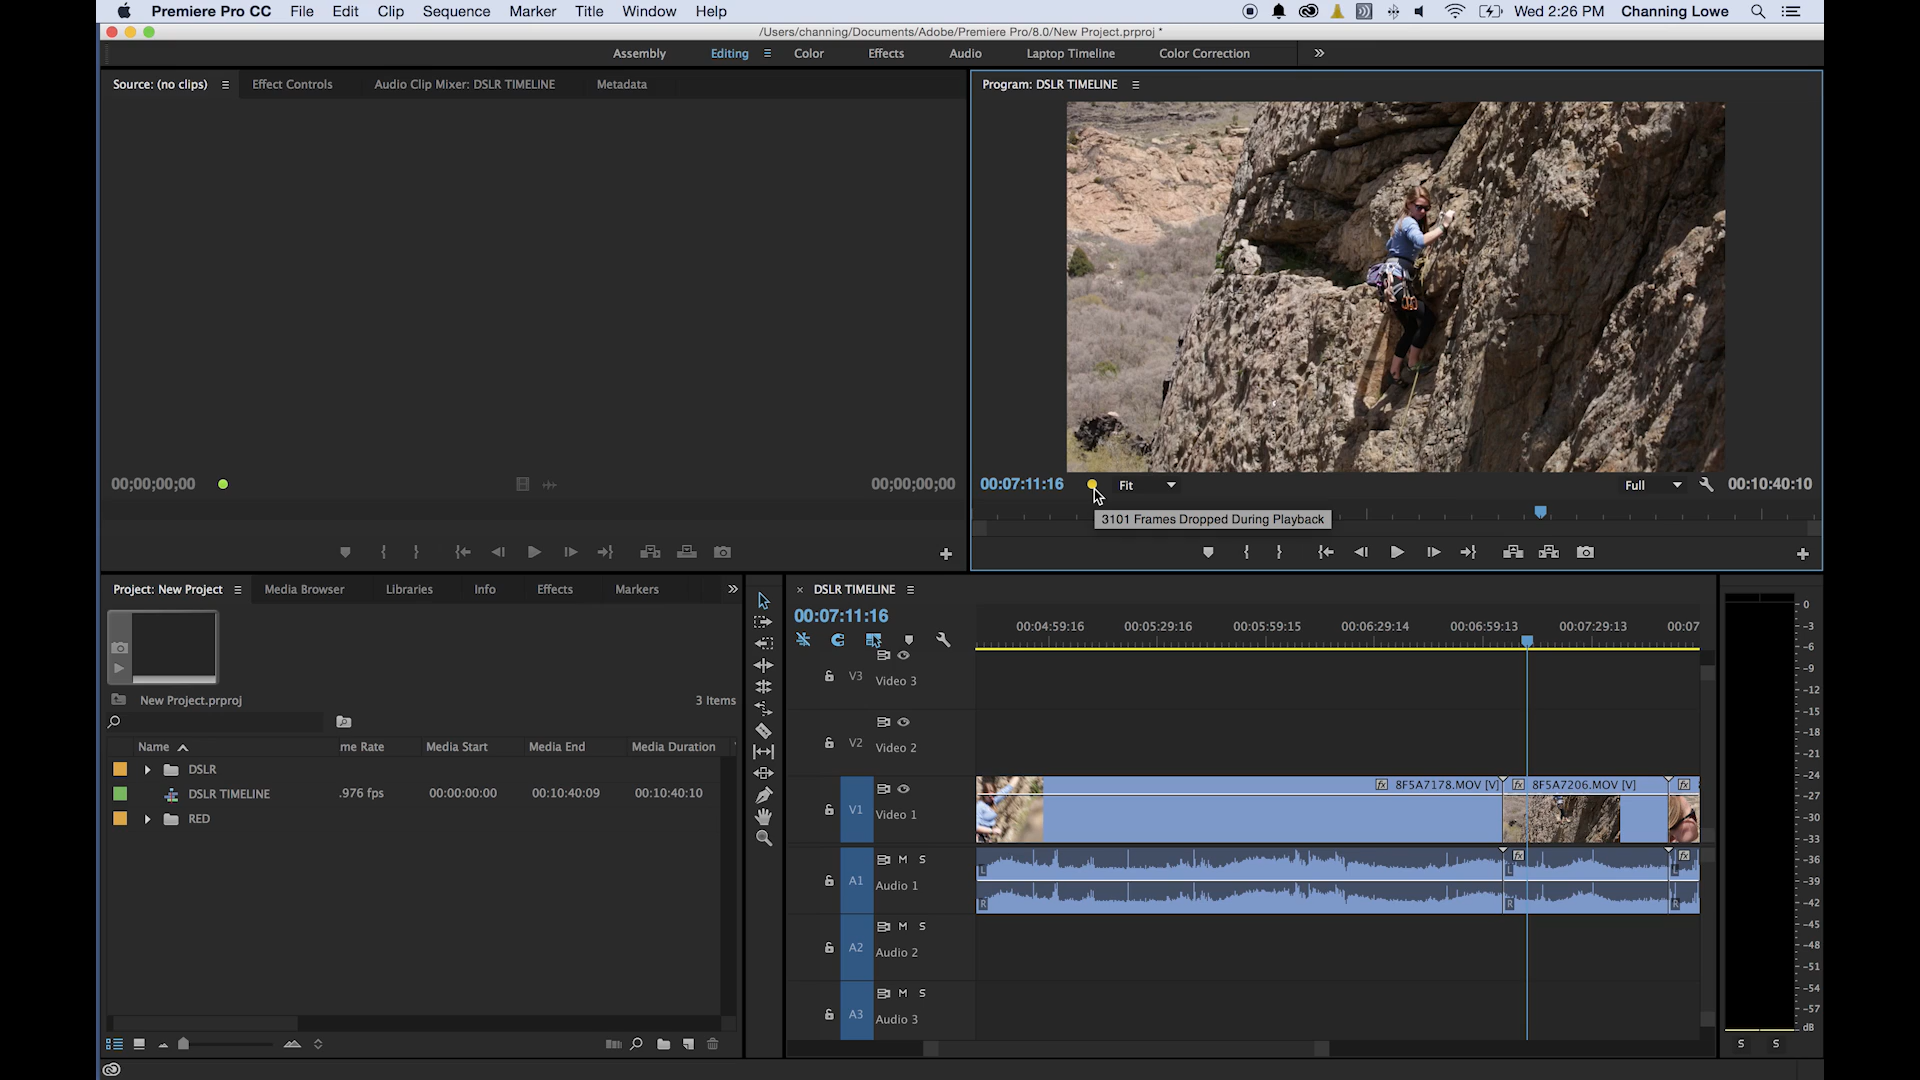 Premiere Pro CC File Edit Clip Sequence Marker Title Window Help Wed 2:26 PM Channing Lowe
/Users/channing/Documents/Adobe/Premiere Pro/8.0/New Project.prproj *
Assembly Editing Color Effects Audio Laptop Timeline Color Correction
Source: (no clips) Effect Controls Audio Clip Mixer: DSLR TIMELINE Metadata
Program: DSLR TIMELINE
00;00;00;00 00;00;00;00
00:07:11:16 Fit Full 00:10:40:10
3101 Frames Dropped During Playback
Project: New Project Media Browser Libraries Info Effects Markers
New Project.prproj 3 Items
Name me Rate Media Start Media End Media Duration
DSLR
DSLR TIMELINE .976 fps 00:00:00:00 00:10:40:09 00:10:40:10
RED
DSLR TIMELINE
00:07:11:16
00:04:59:16 00:05:29:16 00:05:59:15 00:06:29:14 00:06:59:13 00:07:29:13 00:07
V3 Video 3
V2 Video 2
fx 8F5A7178.MOV [V] fx 8F5A7206.MOV [V] fx
V1 Video 1
M S
L fx L fx L
A1 Audio 1
R R R
M S
A2 Audio 2
M S
A3 Audio 3
0
-3
-6
-9
-12
-15
-18
-21
-24
-27
-30
-33
-36
-39
-42
-45
-48
-51
-54
-57
dB
S S